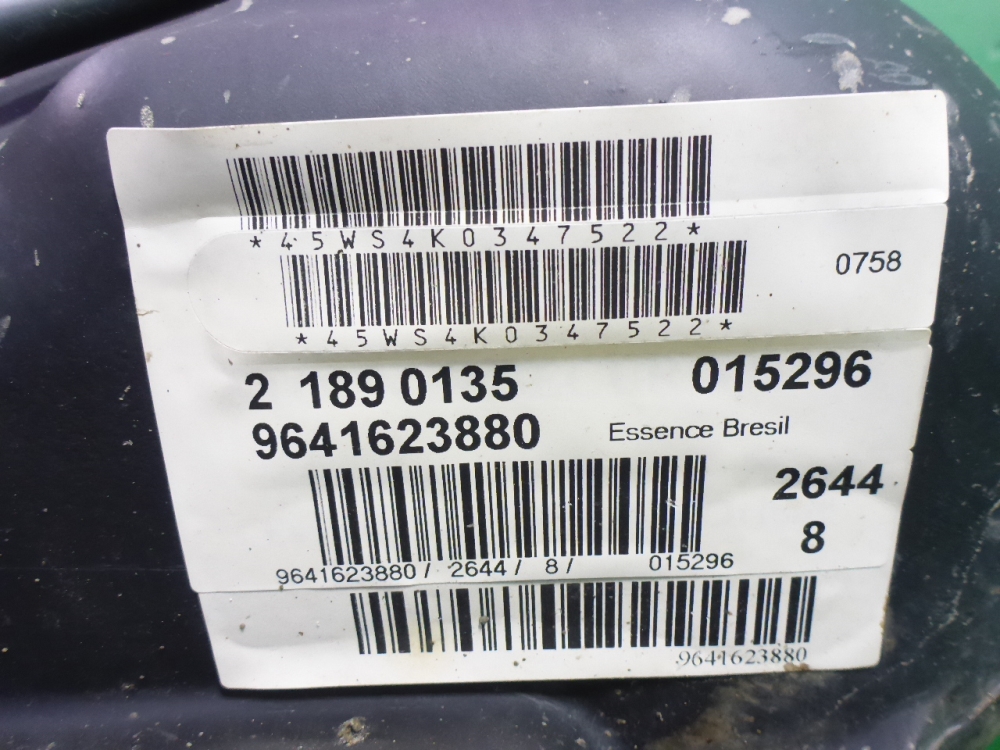 *45WS4K0347522*
0758
*45WS4K0347522*
2 189 0135 015296
9641623880 Essence Bresil
2644
8
9641623880/ 2644/ 8/ 015296
9641623880